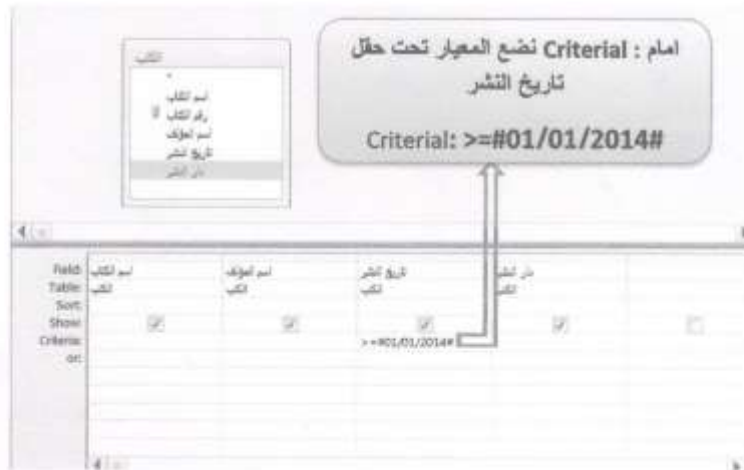 امام : Criterial نضع المعيار تحت حقل
تاريخ النشر
Criterial: >=#01/01/2014#
الكتب
*
اسم الكتاب
رقم الكتاب
اسم المؤلف
تاريخ النشر
دار النشر
Field: اسم الكتاب اسم المؤلف تاريخ النشر دار النشر
Table: الكتب الكتب الكتب الكتب
Sort:
Show:
Criteria: >=#01/01/2014#
or: